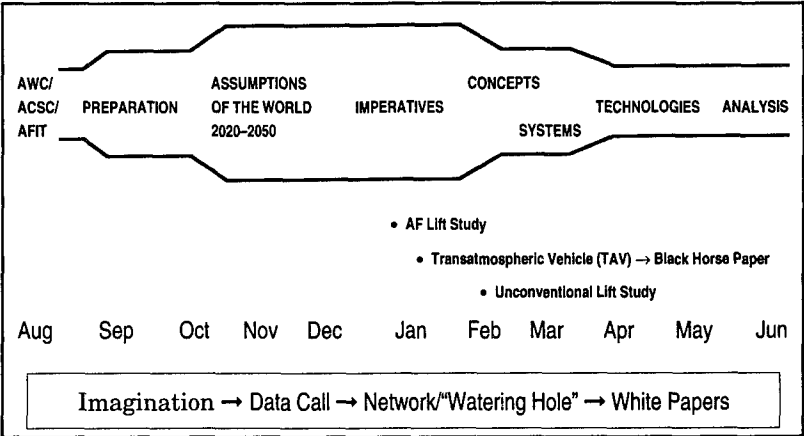 AWC/ ASSUMPTIONS CONCEPTS
ACSC/ PREPARATION OF THE WORLD IMPERATIVES TECHNOLOGIES ANALYSIS
AFIT 2020–2050 SYSTEMS
• AF Lift Study
• Transatmospheric Vehicle (TAV) → Black Horse Paper
• Unconventional Lift Study
Aug Sep Oct Nov Dec Jan Feb Mar Apr May Jun
Imagination → Data Call → Network/“Watering Hole” → White Papers